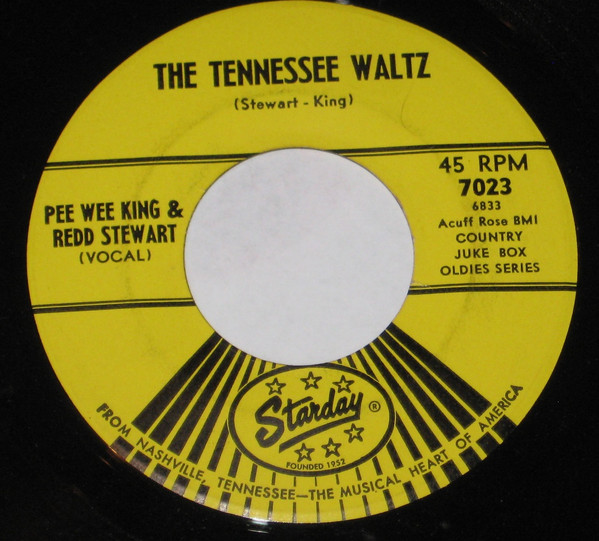 THE TENNESSEE WALTZ
(Stewart - King)
PEE WEE KING &
REDD STEWART
(VOCAL)
45 RPM
7023
6833
Acuff Rose BMI
COUNTRY
JUKE BOX
OLDIES SERIES
Starday ®
FOUNDED 1952
FROM NASHVILLE, TENNESSEE—THE MUSICAL HEART OF AMERICA